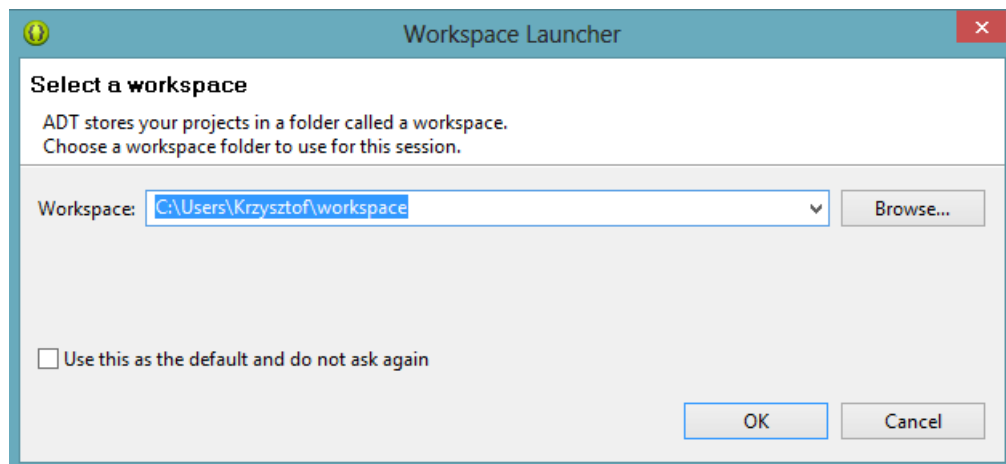 Workspace Launcher
Select a workspace
ADT stores your projects in a folder called a workspace.
Choose a workspace folder to use for this session.
Workspace: C:\Users\Krzysztof\workspace Browse...
Use this as the default and do not ask again
OK Cancel